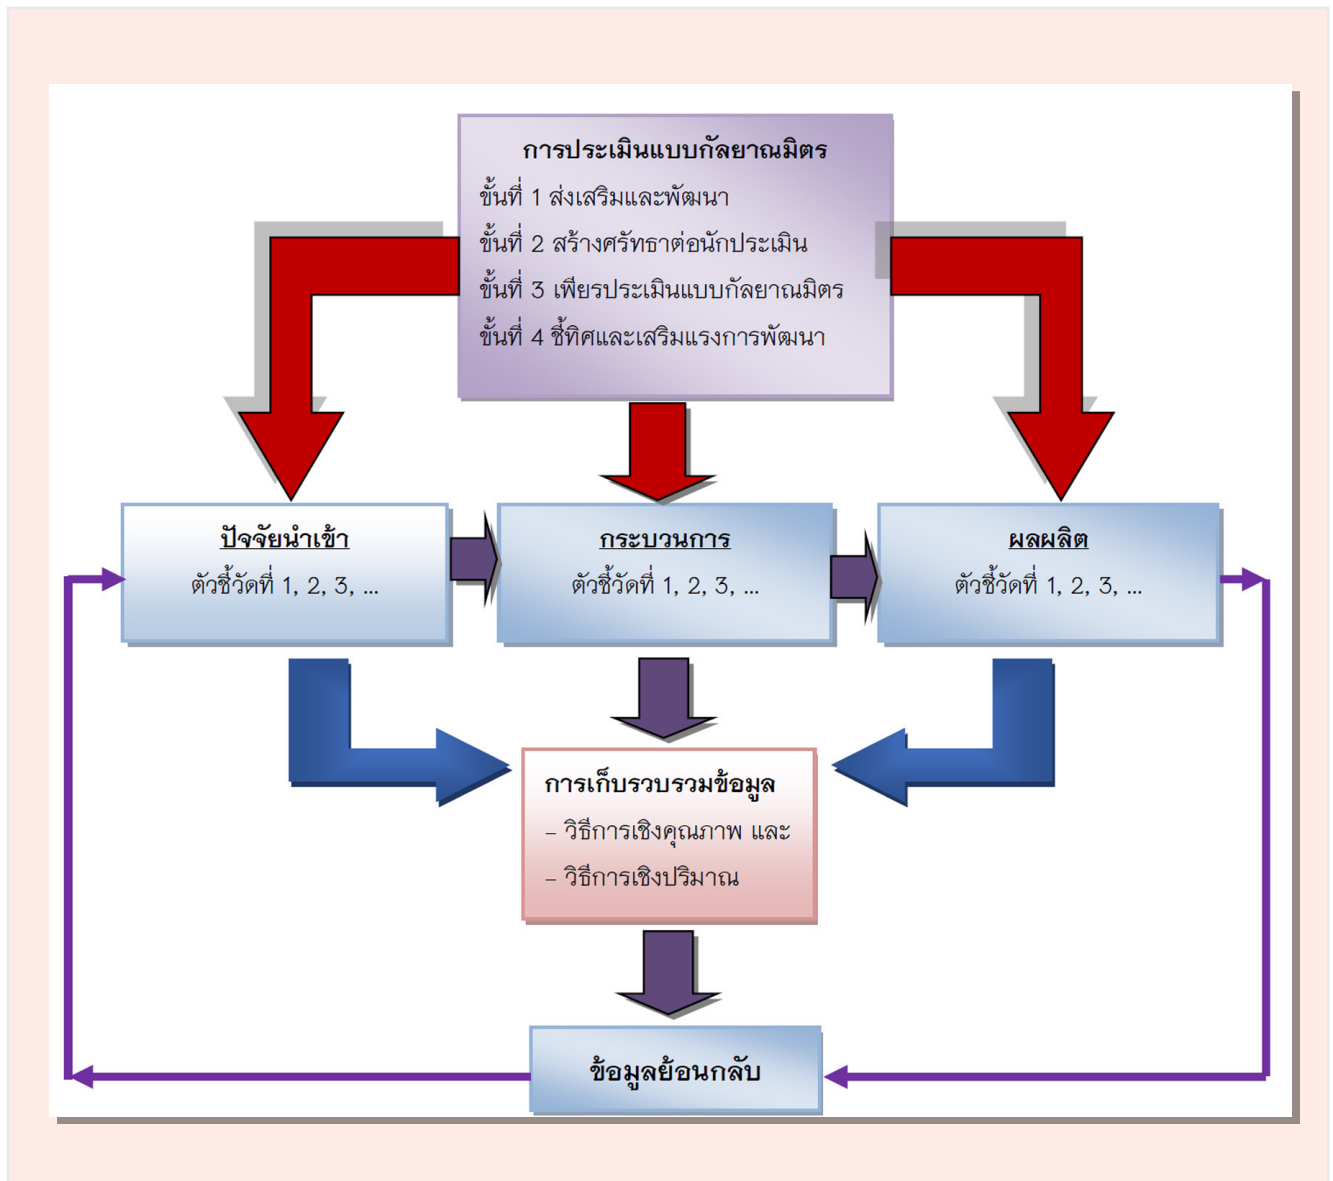 การประเมินแบบกัลยาณมิตร
ขั้นที่ 1 ส่งเสริมและพัฒนา
ขั้นที่ 2 สร้างศรัทธาต่อนักประเมิน
ขั้นที่ 3 เพียรประเมินแบบกัลยาณมิตร
ขั้นที่ 4 ชี้ทิศและเสริมแรงการพัฒนา
ปัจจัยนำเข้า
ตัวชี้วัดที่ 1, 2, 3, ...
กระบวนการ
ตัวชี้วัดที่ 1, 2, 3, ...
ผลผลิต
ตัวชี้วัดที่ 1, 2, 3, ...
การเก็บรวบรวมข้อมูล
– วิธีการเชิงคุณภาพ และ
– วิธีการเชิงปริมาณ
ข้อมูลย้อนกลับ